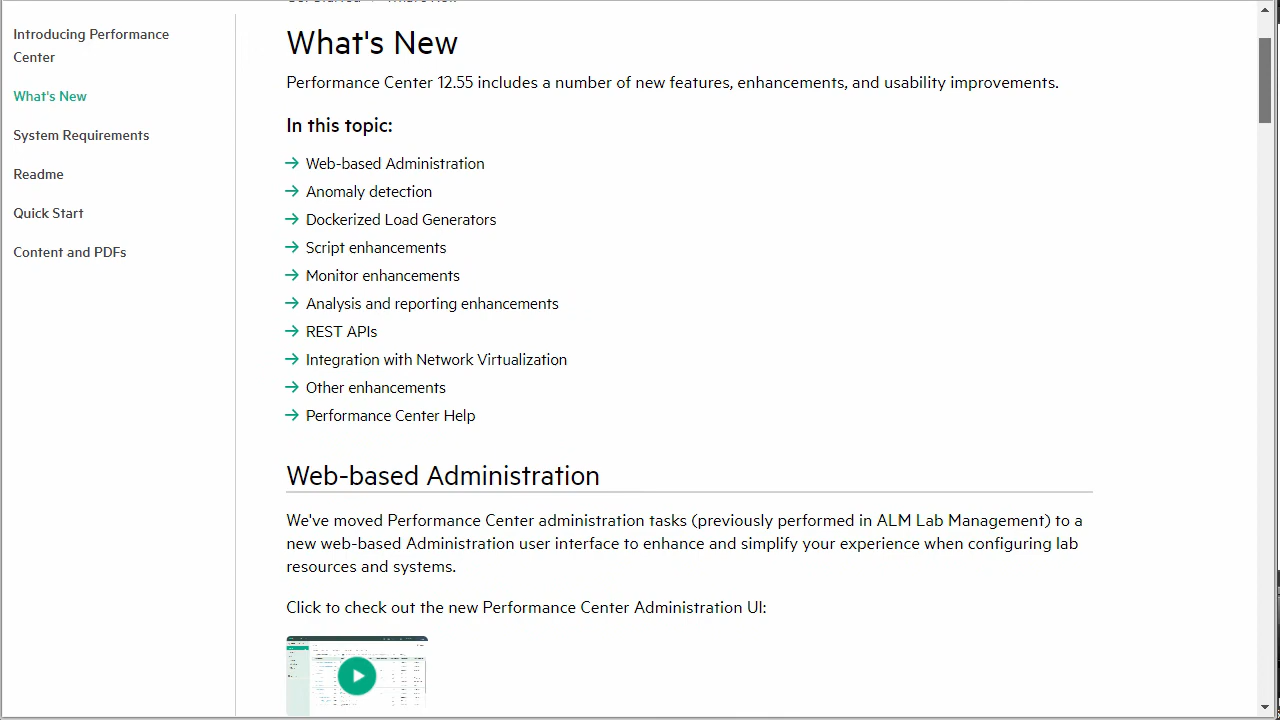 Introducing Performance
Center
What's New
System Requirements
Readme
Quick Start
Content and PDFs
What's New
Performance Center 12.55 includes a number of new features, enhancements, and usability improvements.
In this topic:
Web-based Administration
Anomaly detection
Dockerized Load Generators
Script enhancements
Monitor enhancements
Analysis and reporting enhancements
REST APIs
Integration with Network Virtualization
Other enhancements
Performance Center Help
Web-based Administration
We've moved Performance Center administration tasks (previously performed in ALM Lab Management) to a
new web-based Administration user interface to enhance and simplify your experience when configuring lab
resources and systems.
Click to check out the new Performance Center Administration UI: